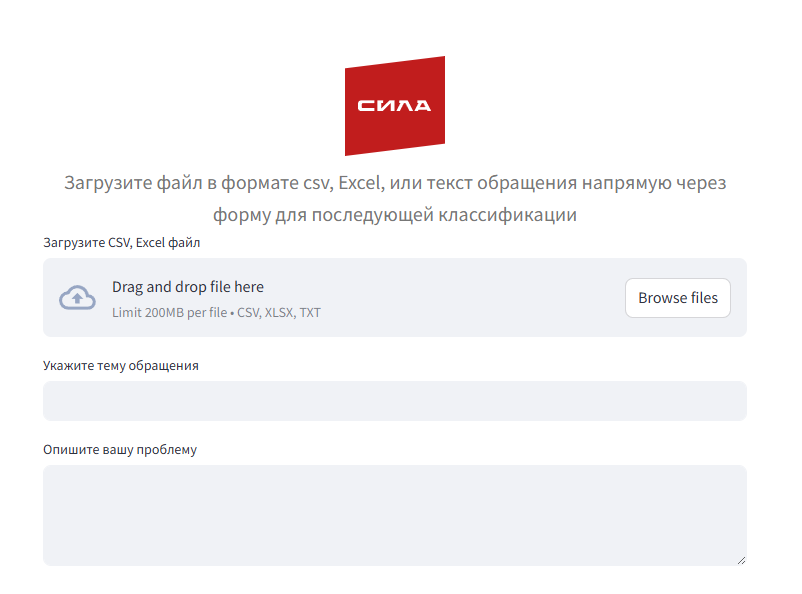 СИЛА
Загрузите файл в формате csv, Excel, или текст обращения напрямую через
форму для последующей классификации
Загрузите CSV, Excel файл
Drag and drop file here
Limit 200MB per file • CSV, XLSX, TXT
Browse files
Укажите тему обращения
Опишите вашу проблему